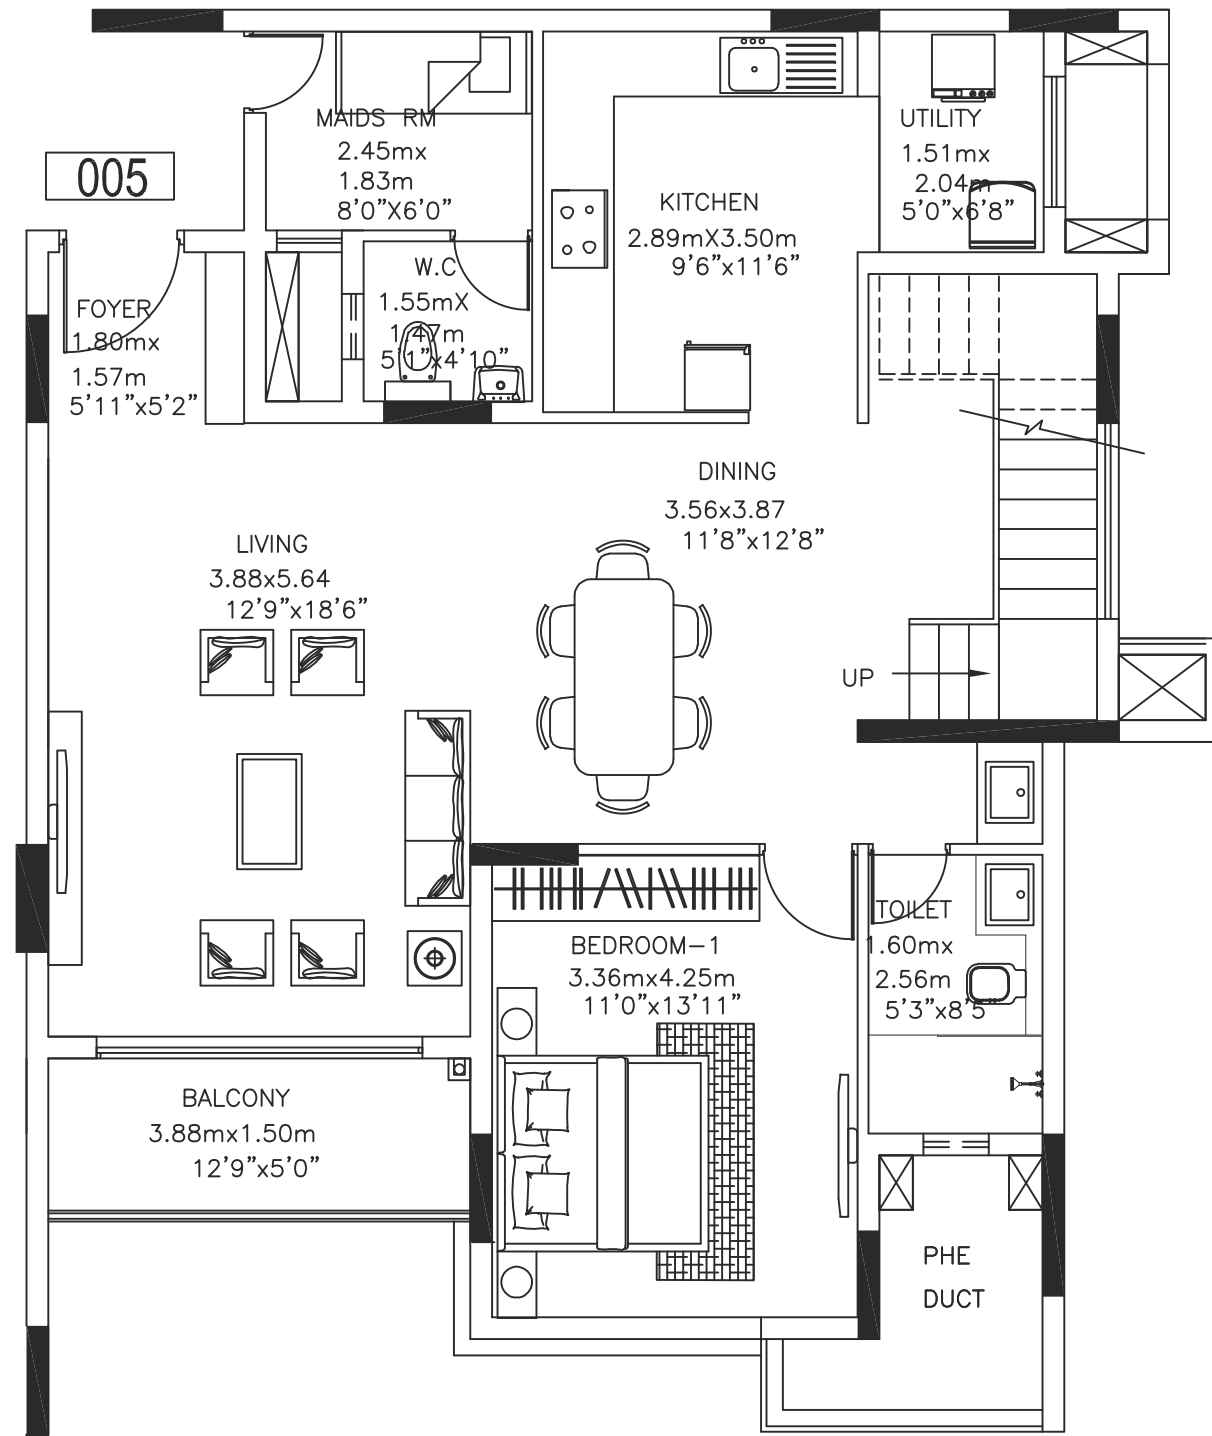 MAIDS RM
2.45mx
1.83m
8'0"X6'0"
005
UTILITY
1.51mx
2.04m
5'0"x6'8"
KITCHEN
2.89mX3.50m
9'6"x11'6"
W.C
1.55mX
1.47m
5'1"x4'10"
FOYER
1.80mx
1.57m
5'11"x5'2"
DINING
3.56x3.87
11'8"x12'8"
LIVING
3.88x5.64
12'9"x18'6"
UP
TOILET
1.60mx
2.56m
5'3"x8'5"
BEDROOM-1
3.36mx4.25m
11'0"x13'11"
BALCONY
3.88mx1.50m
12'9"x5'0"
PHE
DUCT